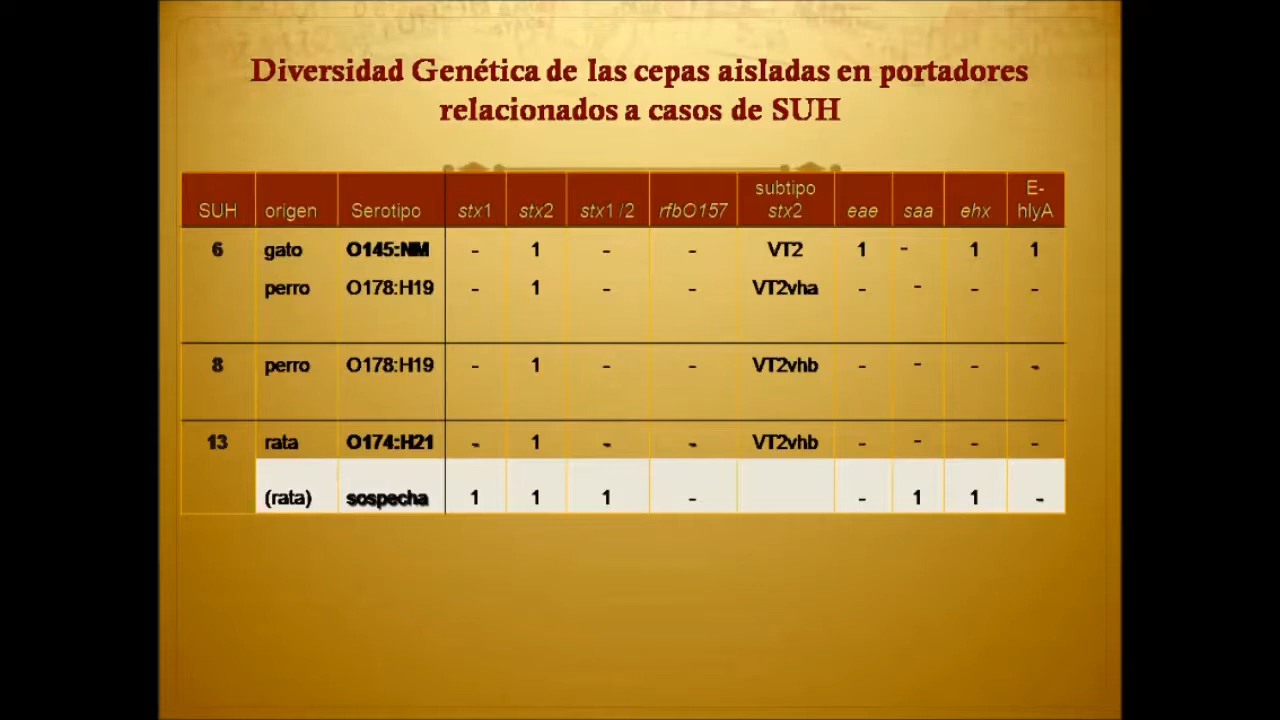 Diversidad Genética de las cepas aisladas en portadores
relacionados a casos de SUH
SUH origen Serotipo stx1 stx2 stx1 /2 rfbO157 subtipo stx2 eae saa ehx E-hlyA
6 gato O145:NM - 1 - - VT2 1 - 1 1
perro O178:H19 - 1 - - VT2vha - - - -
8 perro O178:H19 - 1 - - VT2vhb - - - -
13 rata O174:H21 - 1 - - VT2vhb - - - -
(rata) sospecha 1 1 1 - - 1 1 -